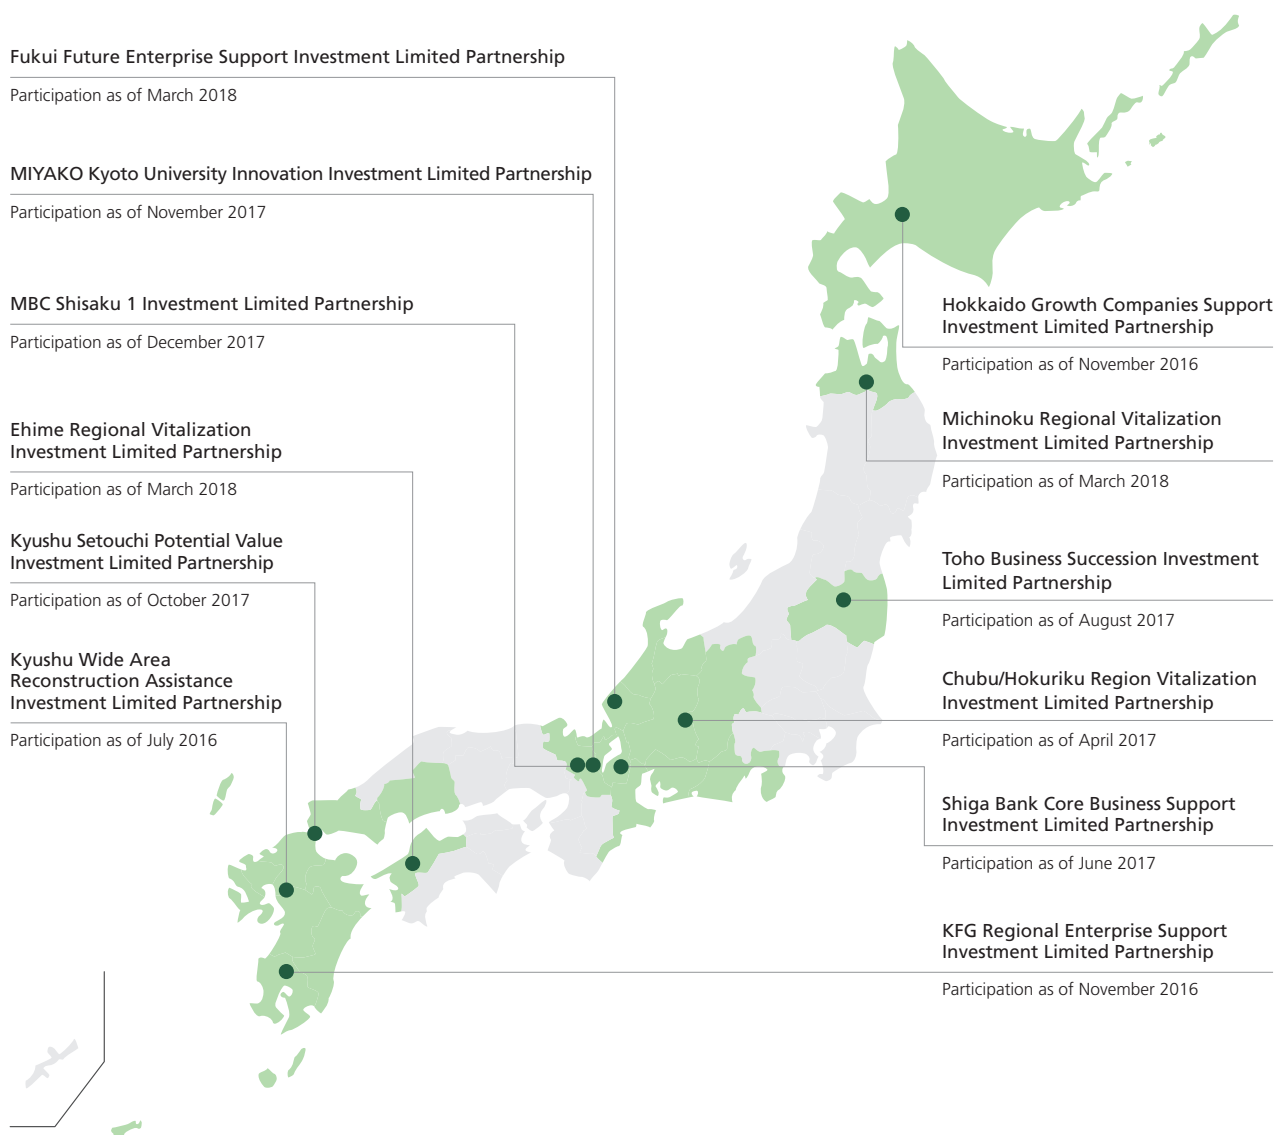 Fukui Future Enterprise Support Investment Limited Partnership
Participation as of March 2018
MIYAKO Kyoto University Innovation Investment Limited Partnership
Participation as of November 2017
MBC Shisaku 1 Investment Limited Partnership
Participation as of December 2017
Ehime Regional Vitalization
Investment Limited Partnership
Participation as of March 2018
Kyushu Setouchi Potential Value
Investment Limited Partnership
Participation as of October 2017
Kyushu Wide Area
Reconstruction Assistance
Investment Limited Partnership
Participation as of July 2016
Hokkaido Growth Companies Support
Investment Limited Partnership
Participation as of November 2016
Michinoku Regional Vitalization
Investment Limited Partnership
Participation as of March 2018
Toho Business Succession Investment
Limited Partnership
Participation as of August 2017
Chubu/Hokuriku Region Vitalization
Investment Limited Partnership
Participation as of April 2017
Shiga Bank Core Business Support
Investment Limited Partnership
Participation as of June 2017
KFG Regional Enterprise Support
Investment Limited Partnership
Participation as of November 2016